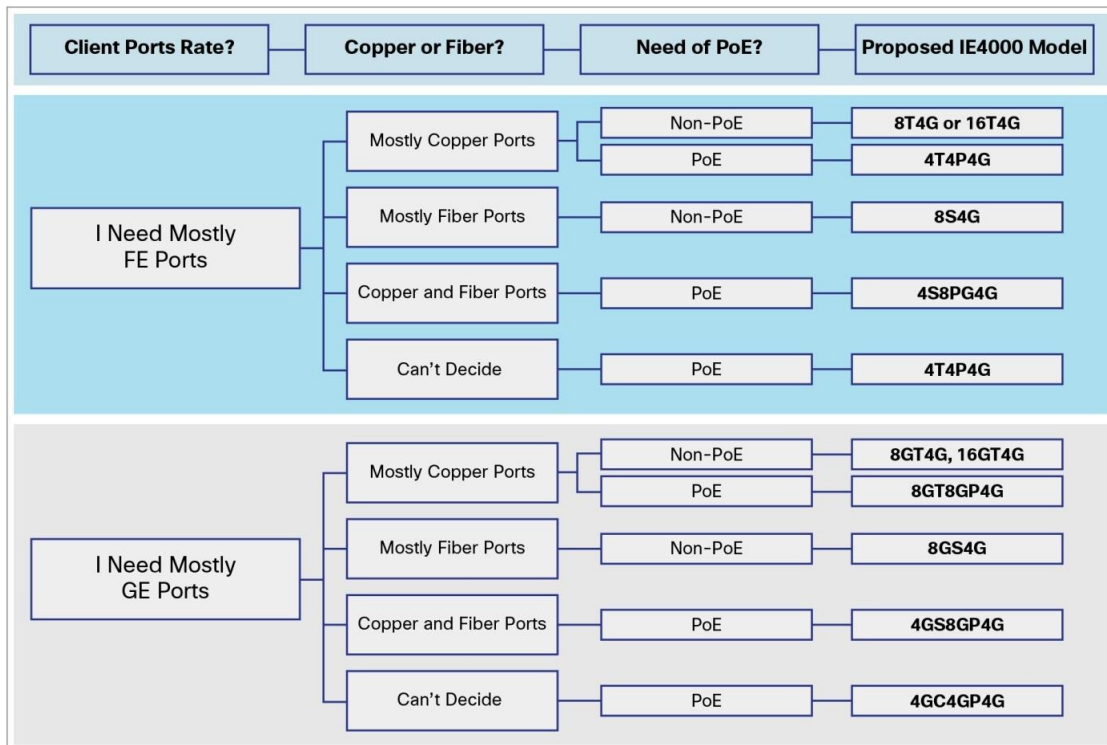 Client Ports Rate?
Copper or Fiber?
Need of PoE?
Proposed IE4000 Model
I Need Mostly
FE Ports
Mostly Copper Ports
Non-PoE
8T4G or 16T4G
PoE
4T4P4G
Mostly Fiber Ports
Non-PoE
8S4G
Copper and Fiber Ports
PoE
4S8PG4G
Can't Decide
PoE
4T4P4G
I Need Mostly
GE Ports
Mostly Copper Ports
Non-PoE
8GT4G, 16GT4G
PoE
8GT8GP4G
Mostly Fiber Ports
Non-PoE
8GS4G
Copper and Fiber Ports
PoE
4GS8GP4G
Can't Decide
PoE
4GC4GP4G